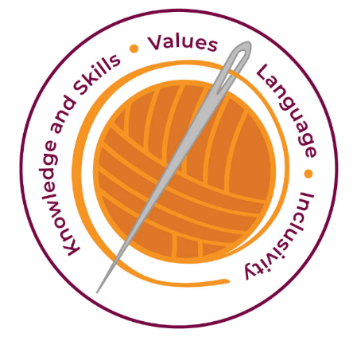 Knowledge and Skills • Values
Language • Inclusivity